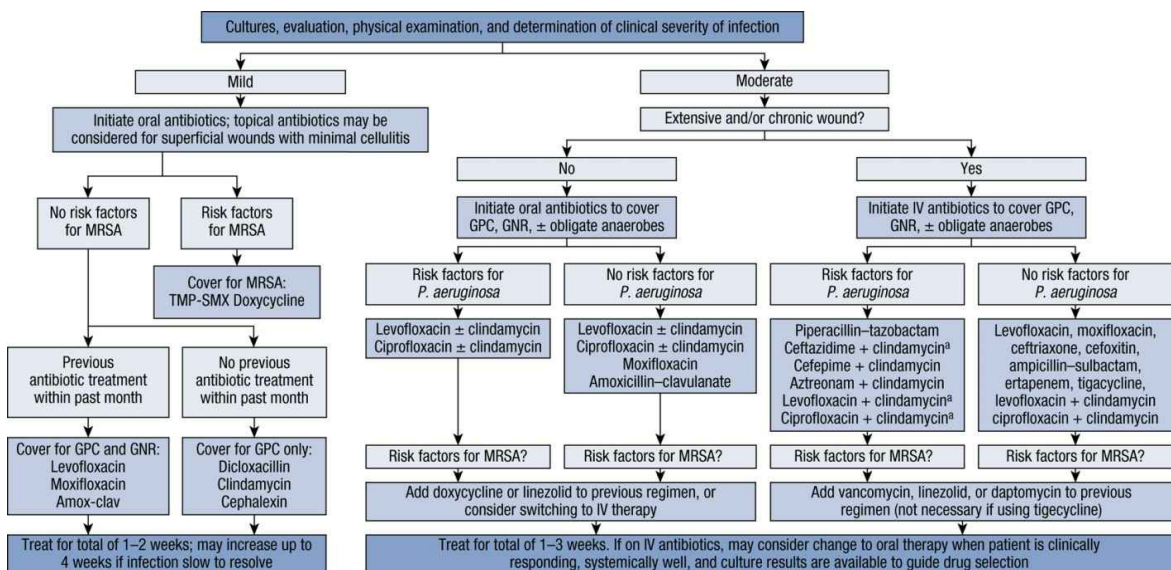 Cultures, evaluation, physical examination, and determination of clinical severity of infection
Mild
Initiate oral antibiotics; topical antibiotics may be
considered for superficial wounds with minimal cellulitis
No risk factors
for MRSA
Risk factors
for MRSA
Cover for MRSA:
TMP-SMX Doxycycline
Previous
antibiotic treatment
within past month
No previous
antibiotic treatment
within past month
Cover for GPC and GNR:
Levofloxacin
Moxifloxacin
Amox-clav
Cover for GPC only:
Dicloxacillin
Clindamycin
Cephalexin
Treat for total of 1–2 weeks; may increase up to
4 weeks if infection slow to resolve
Moderate
Extensive and/or chronic wound?
No
Initiate oral antibiotics to cover
GPC, GNR, ± obligate anaerobes
Risk factors for
P. aeruginosa
Levofloxacin ± clindamycin
Ciprofloxacin ± clindamycin
No risk factors for
P. aeruginosa
Levofloxacin ± clindamycin
Ciprofloxacin ± clindamycin
Moxifloxacin
Amoxicillin–clavulanate
Risk factors for MRSA?
Risk factors for MRSA?
Add doxycycline or linezolid to previous regimen, or
consider switching to IV therapy
Yes
Initiate IV antibiotics to cover GPC,
GNR, ± obligate anaerobes
Risk factors for
P. aeruginosa
Piperacillin–tazobactam
Ceftazidime + clindamycinᵃ
Cefepime + clindamycin
Aztreonam + clindamycin
Levofloxacin + clindamycinᵃ
Ciprofloxacin + clindamycinᵃ
No risk factors for
P. aeruginosa
Levofloxacin, moxifloxacin,
ceftriaxone, cefoxitin,
ampicillin–sulbactam,
ertapenem, tigacycline,
levofloxacin + clindamycin
ciprofloxacin + clindamycin
Risk factors for MRSA?
Risk factors for MRSA?
Add vancomycin, linezolid, or daptomycin to previous
regimen (not necessary if using tigecycline)
Treat for total of 1–3 weeks. If on IV antibiotics, may consider change to oral therapy when patient is clinically
responding, systemically well, and culture results are available to guide drug selection